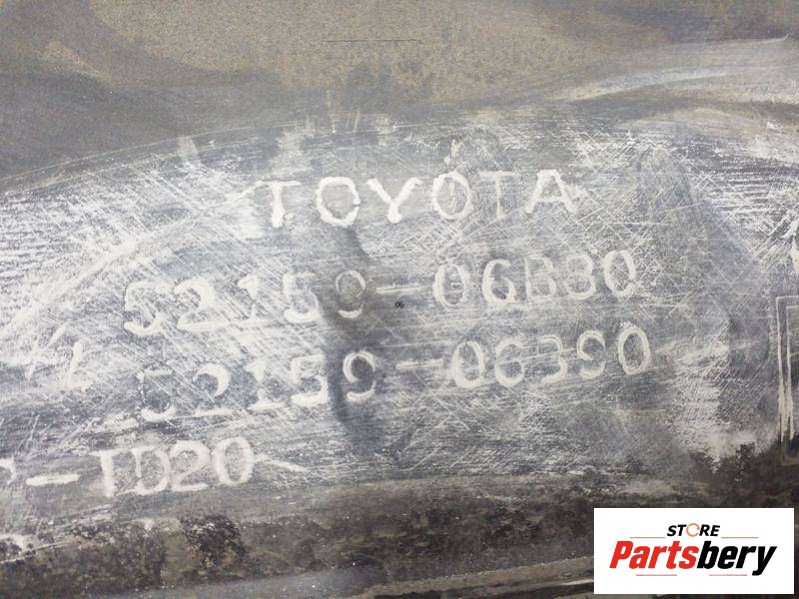 TOYOTA
52159-06B30
52159-06390
-TD20
STORE
Partsbery